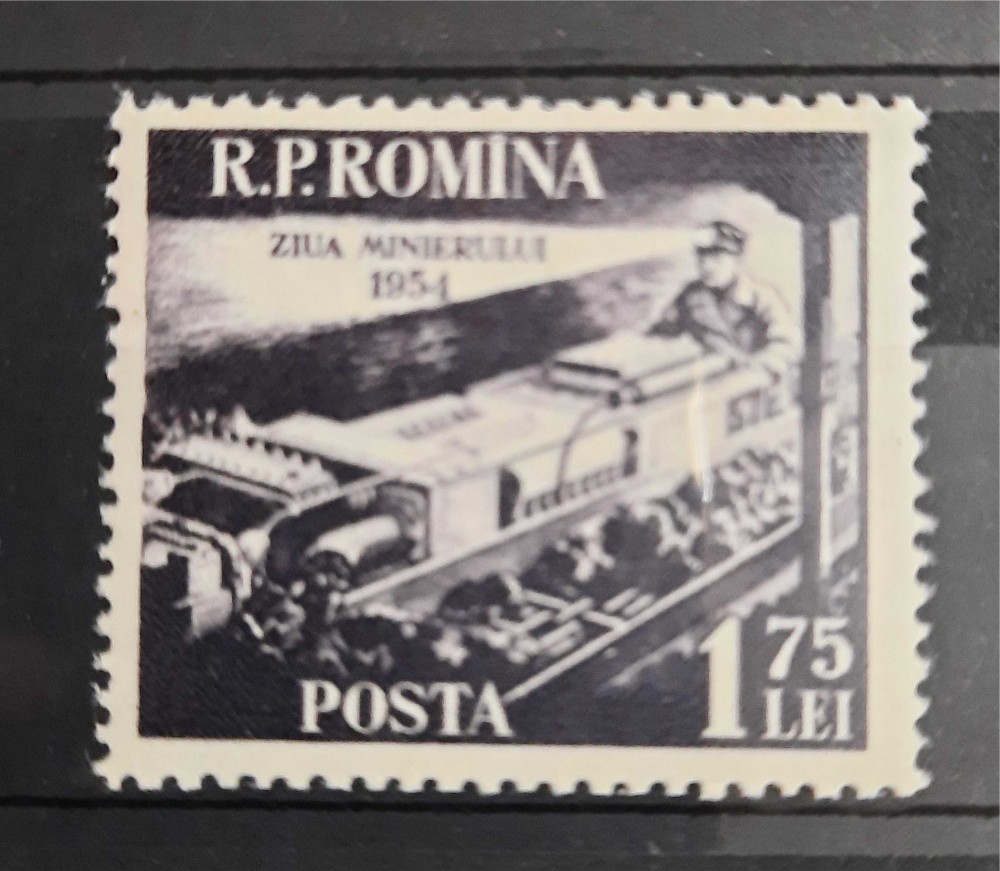 R.P.ROMÎNA
ZIUA MINIERULUI
1954
POSTA
1 75
LEI